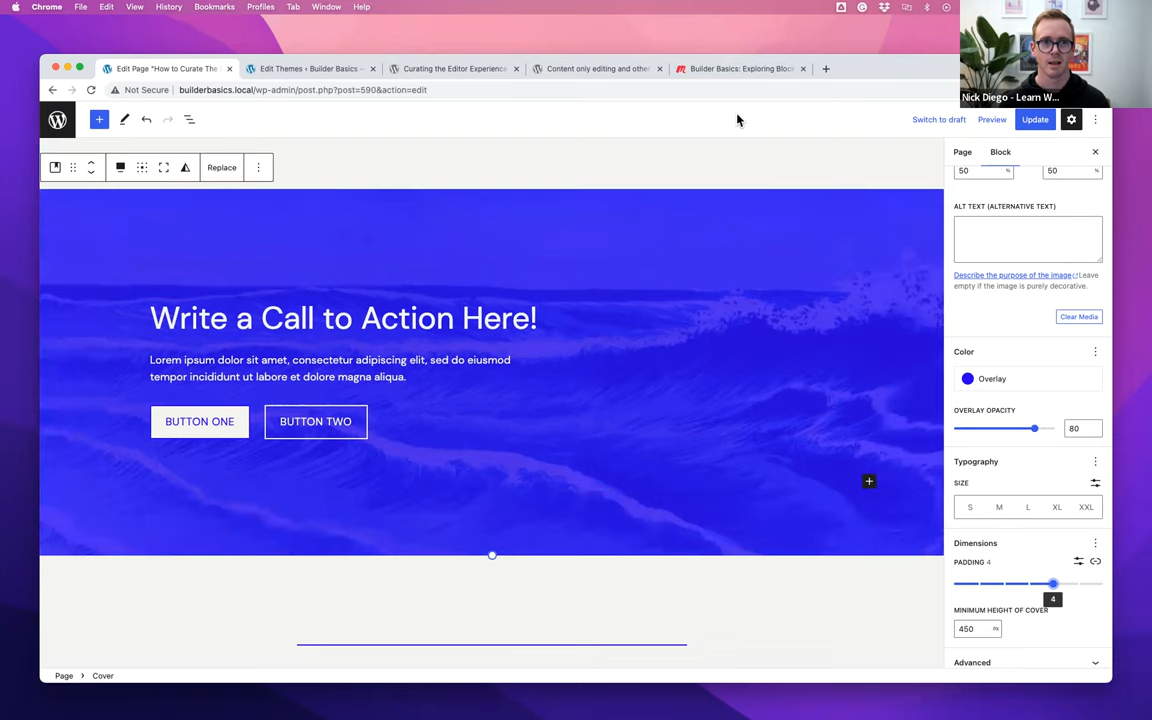 Chrome File Edit View History Bookmarks Profiles Tab Window Help
Edit Page "How to Curate The
Edit Themes ‹ Builder Basics –
Curating the Editor Experience
Content only editing and other
Builder Basics: Exploring Block
Not Secure builderbasics.local/wp-admin/post.php?post=590&action=edit
Nick Diego - Learn W...
Switch to draft Preview Update
Page Block
Replace
50 % 50 %
ALT TEXT (ALTERNATIVE TEXT)
Describe the purpose of the image Leave
empty if the image is purely decorative.
Clear Media
Write a Call to Action Here!
Lorem ipsum dolor sit amet, consectetur adipiscing elit, sed do eiusmod
tempor incididunt ut labore et dolore magna aliqua.
BUTTON ONE BUTTON TWO
Color
Overlay
OVERLAY OPACITY
80
Typography
SIZE
S M L XL XXL
Dimensions
PADDING 4
4
MINIMUM HEIGHT OF COVER
450 PX
Advanced
Page › Cover